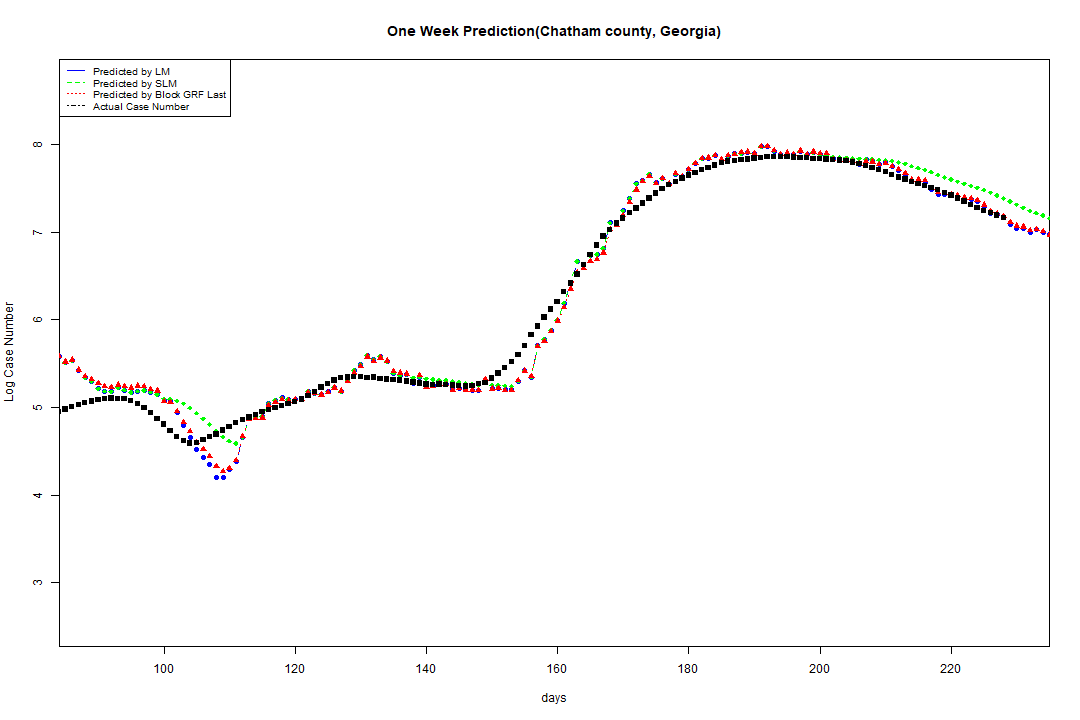 One Week Prediction(Chatham county, Georgia)
Predicted by LM
Predicted by SLM
Predicted by Block GRF Last
Actual Case Number
Log Case Number
8
7
6
5
4
3
100 120 140 160 180 200 220
days